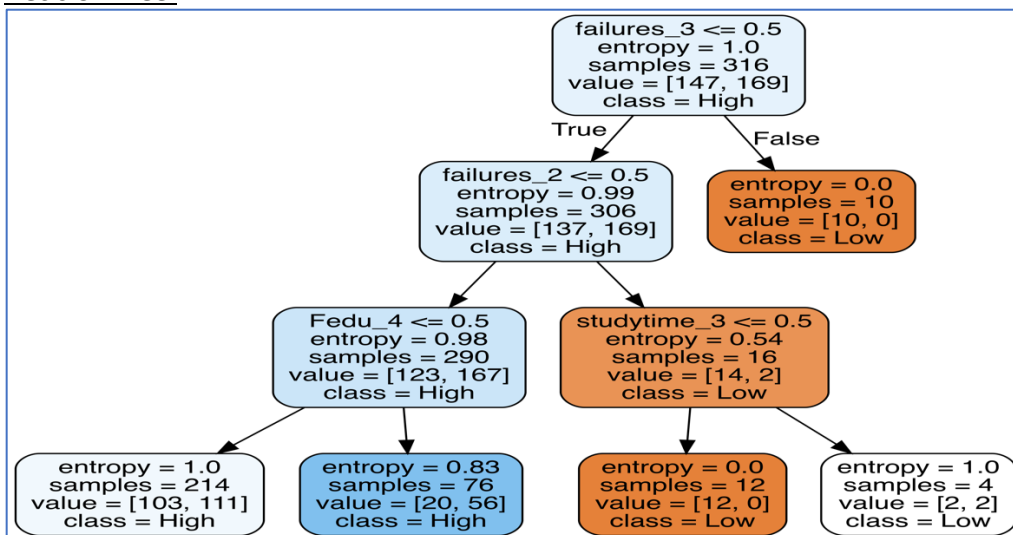 failures_3 <= 0.5
entropy = 1.0
samples = 316
value = [147, 169]
class = High
True
False
failures_2 <= 0.5
entropy = 0.99
samples = 306
value = [137, 169]
class = High
entropy = 0.0
samples = 10
value = [10, 0]
class = Low
Fedu_4 <= 0.5
entropy = 0.98
samples = 290
value = [123, 167]
class = High
studytime_3 <= 0.5
entropy = 0.54
samples = 16
value = [14, 2]
class = Low
entropy = 1.0
samples = 214
value = [103, 111]
class = High
entropy = 0.83
samples = 76
value = [20, 56]
class = High
entropy = 0.0
samples = 12
value = [12, 0]
class = Low
entropy = 1.0
samples = 4
value = [2, 2]
class = Low